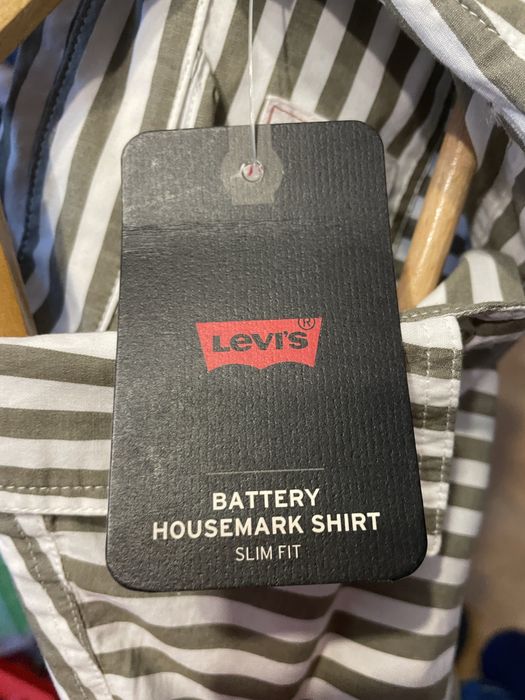 Levi's®
BATTERY
HOUSEMARK SHIRT
SLIM FIT